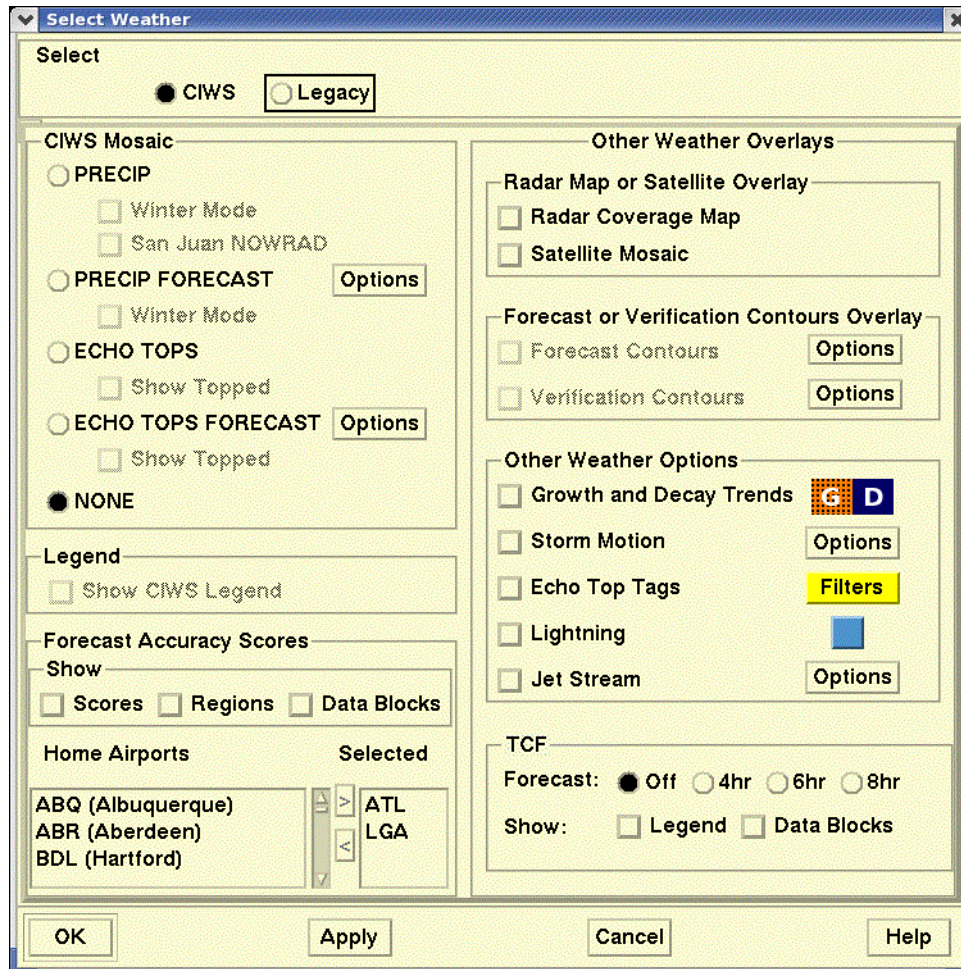 Select Weather
Select
CIWS Legacy
CIWS Mosaic
PRECIP
Winter Mode
San Juan NOWRAD
PRECIP FORECAST Options
Winter Mode
ECHO TOPS
Show Topped
ECHO TOPS FORECAST Options
Show Topped
NONE
Legend
Show CIWS Legend
Forecast Accuracy Scores
Show
Scores Regions Data Blocks
Home Airports Selected
ABQ (Albuquerque)
ABR (Aberdeen)
BDL (Hartford)
>
<
ATL
LGA
Other Weather Overlays
Radar Map or Satellite Overlay
Radar Coverage Map
Satellite Mosaic
Forecast or Verification Contours Overlay
Forecast Contours Options
Verification Contours Options
Other Weather Options
Growth and Decay Trends G D
Storm Motion Options
Echo Top Tags Filters
Lightning
Jet Stream Options
TCF
Forecast: Off 4hr 6hr 8hr
Show: Legend Data Blocks
OK Apply Cancel Help